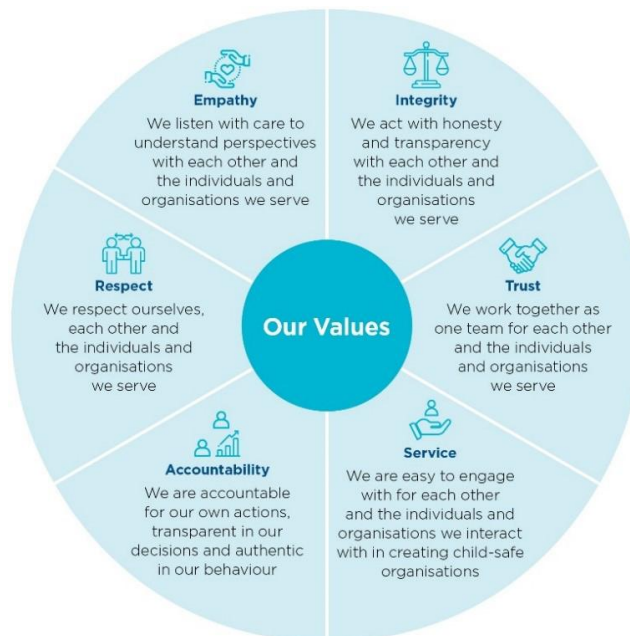 Empathy
We listen with care to
understand perspectives
with each other and
the individuals and
organisations we serve
Integrity
We act with honesty
and transparency
with each other and
the individuals and
organisations
we serve
Respect
We respect ourselves,
each other and
the individuals and
organisations
we serve
Our Values
Trust
We work together as
one team for each other
and the individuals
and organisations
we serve
Accountability
We are accountable
for our own actions,
transparent in our
decisions and authentic
in our behaviour
Service
We are easy to engage
with for each other
and the individuals and
organisations we interact
with in creating child-safe
organisations